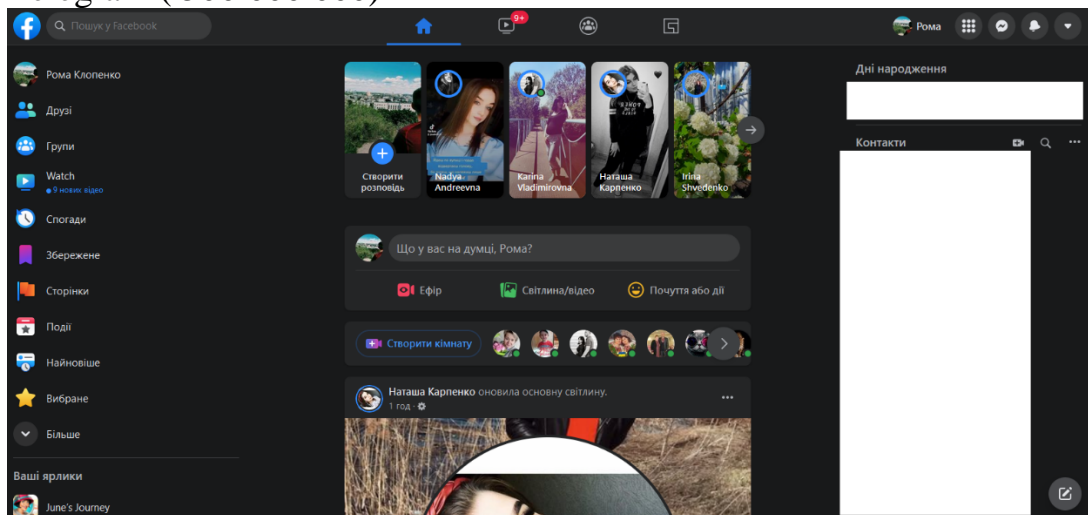 Пошук у Facebook
9+
Рома
Рома Клопенко
Друзі
Групи
Watch
9 нових відео
Спогади
Збережене
Сторінки
Події
Найновіше
Вибране
Більше
Ваші ярлики
June's Journey
Створити
розповідь
Nadya
Andreevna
Karina
Vladimirovna
Наташа
Карпенко
Irina
Shvedenko
Що у вас на думці, Рома?
Ефір
Світлина/відео
Почуття або дії
Створити кімнату
Наташа Карпенко оновила основну світлину.
1 год
Дні народження
Контакти